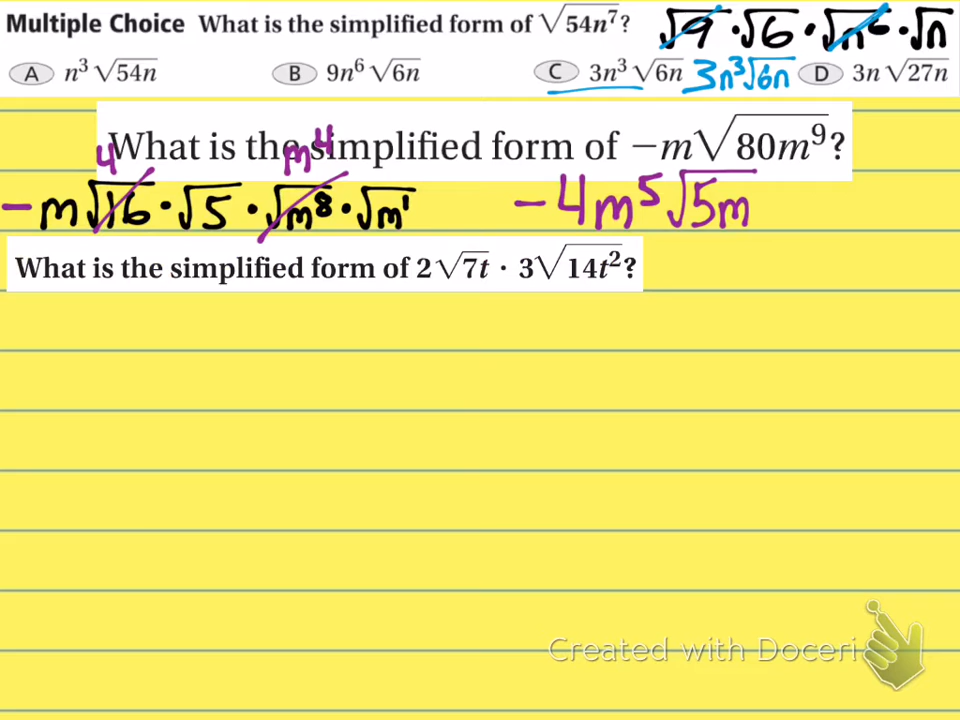 Multiple Choice What is the simplified form of √54n⁷? √9 · √6 · √n⁶ · √n
A n³√54n B 9n⁶√6n C 3n³√6n 3n³√6n D 3n√27n
What is the simplified form of −m√80m⁹?
4 m⁴
−m√16 · √5 · √m⁸ · √m¹ −4m⁵√5m
What is the simplified form of 2√7t · 3√14t²?
Created with Doceri